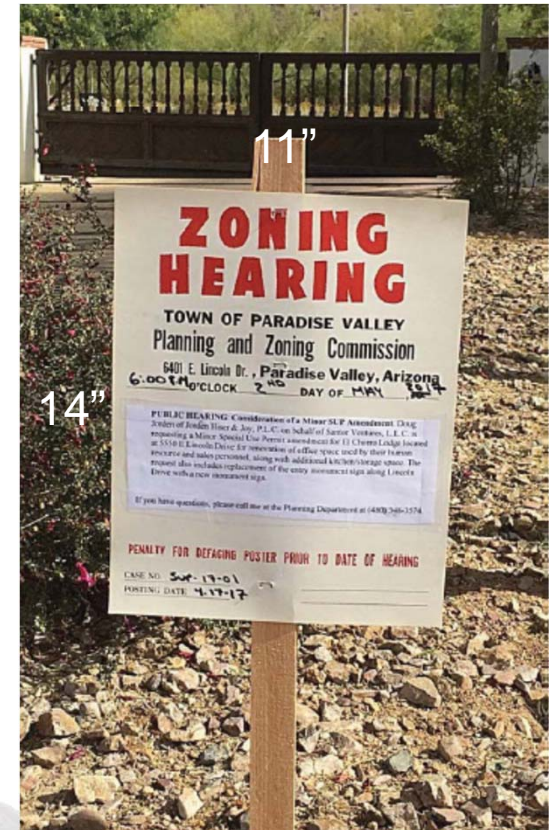 11”
ZONING
HEARING
TOWN OF PARADISE VALLEY
Planning and Zoning Commission
6401 E. Lincoln Dr., Paradise Valley, Arizona
6:00 P.M O'CLOCK 2ND DAY OF MAY 2017
14”
PUBLIC HEARING: Consideration of a Minor SUP Amendment. Doug
Jorden of Jorden & Joy, P.L.C. on behalf of Ventures, L.L.C. is
requesting a Minor Special Use Permit amendment for El Chorro Lodge located
at 5550 E Lincoln Drive for renovation of office space used by their human
resource and sales personnel, along with additional kitchen/storage space. The
request also includes replacement of the entry monument sign along Lincoln
Drive with a new monument sign.
If you have questions, please call me at the Planning Department at (480)
PENALTY FOR DEFACING POSTER PRIOR TO DATE OF HEARING
CASE NO. SUP-17-01
POSTING DATE 4.17-17